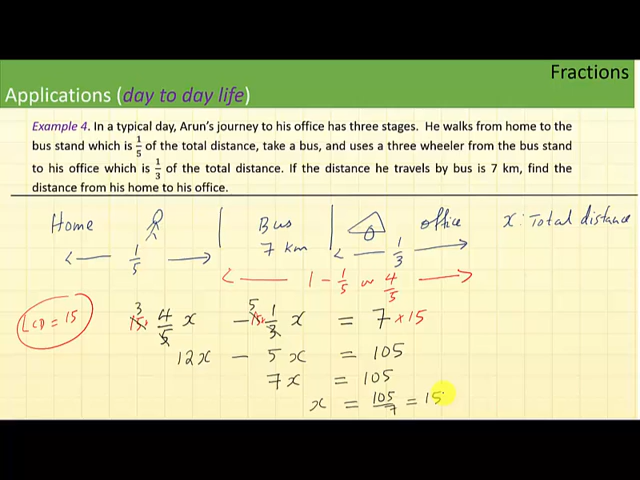 Fractions
Applications (day to day life)
Example 4. In a typical day, Arun's journey to his office has three stages. He walks from home to the
bus stand which is 1/5 of the total distance, take a bus, and uses a three wheeler from the bus stand
to his office which is 1/3 of the total distance. If the distance he travels by bus is 7 km, find the
distance from his home to his office.
Home Bus office x : Total distance
7 km
1/5 1/3
1 - 1/5 or 4/5
LCD = 15
3 15× 4/5 x - 5 15× 1/3 x = 7 × 15
12x - 5x = 105
7x = 105
x = 105/7 = 15